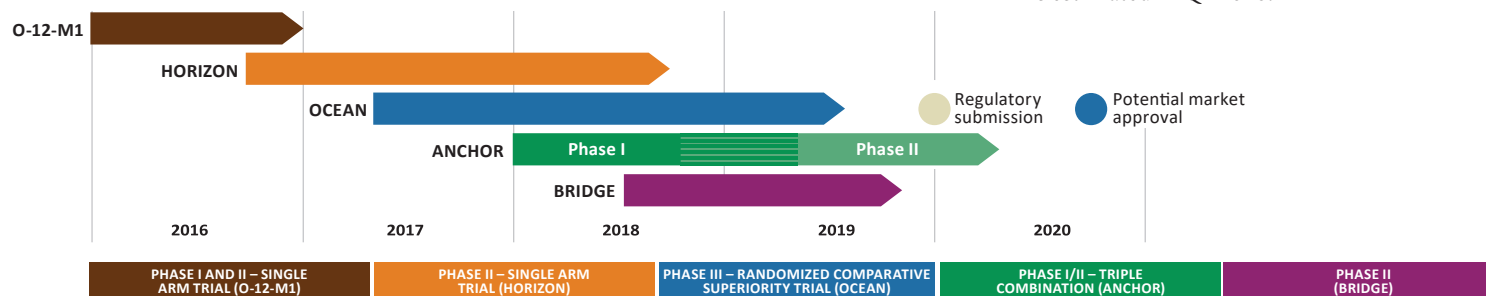 O-12-M1
HORIZON
OCEAN
Regulatory
submission
Potential market
approval
ANCHOR
Phase I
Phase II
BRIDGE
2016
2017
2018
2019
2020
PHASE I AND II – SINGLE
ARM TRIAL (O-12-M1)
PHASE II – SINGLE ARM
TRIAL (HORIZON)
PHASE III – RANDOMIZED COMPARATIVE
SUPERIORITY TRIAL (OCEAN)
PHASE I/II – TRIPLE
COMBINATION (ANCHOR)
PHASE II
(BRIDGE)